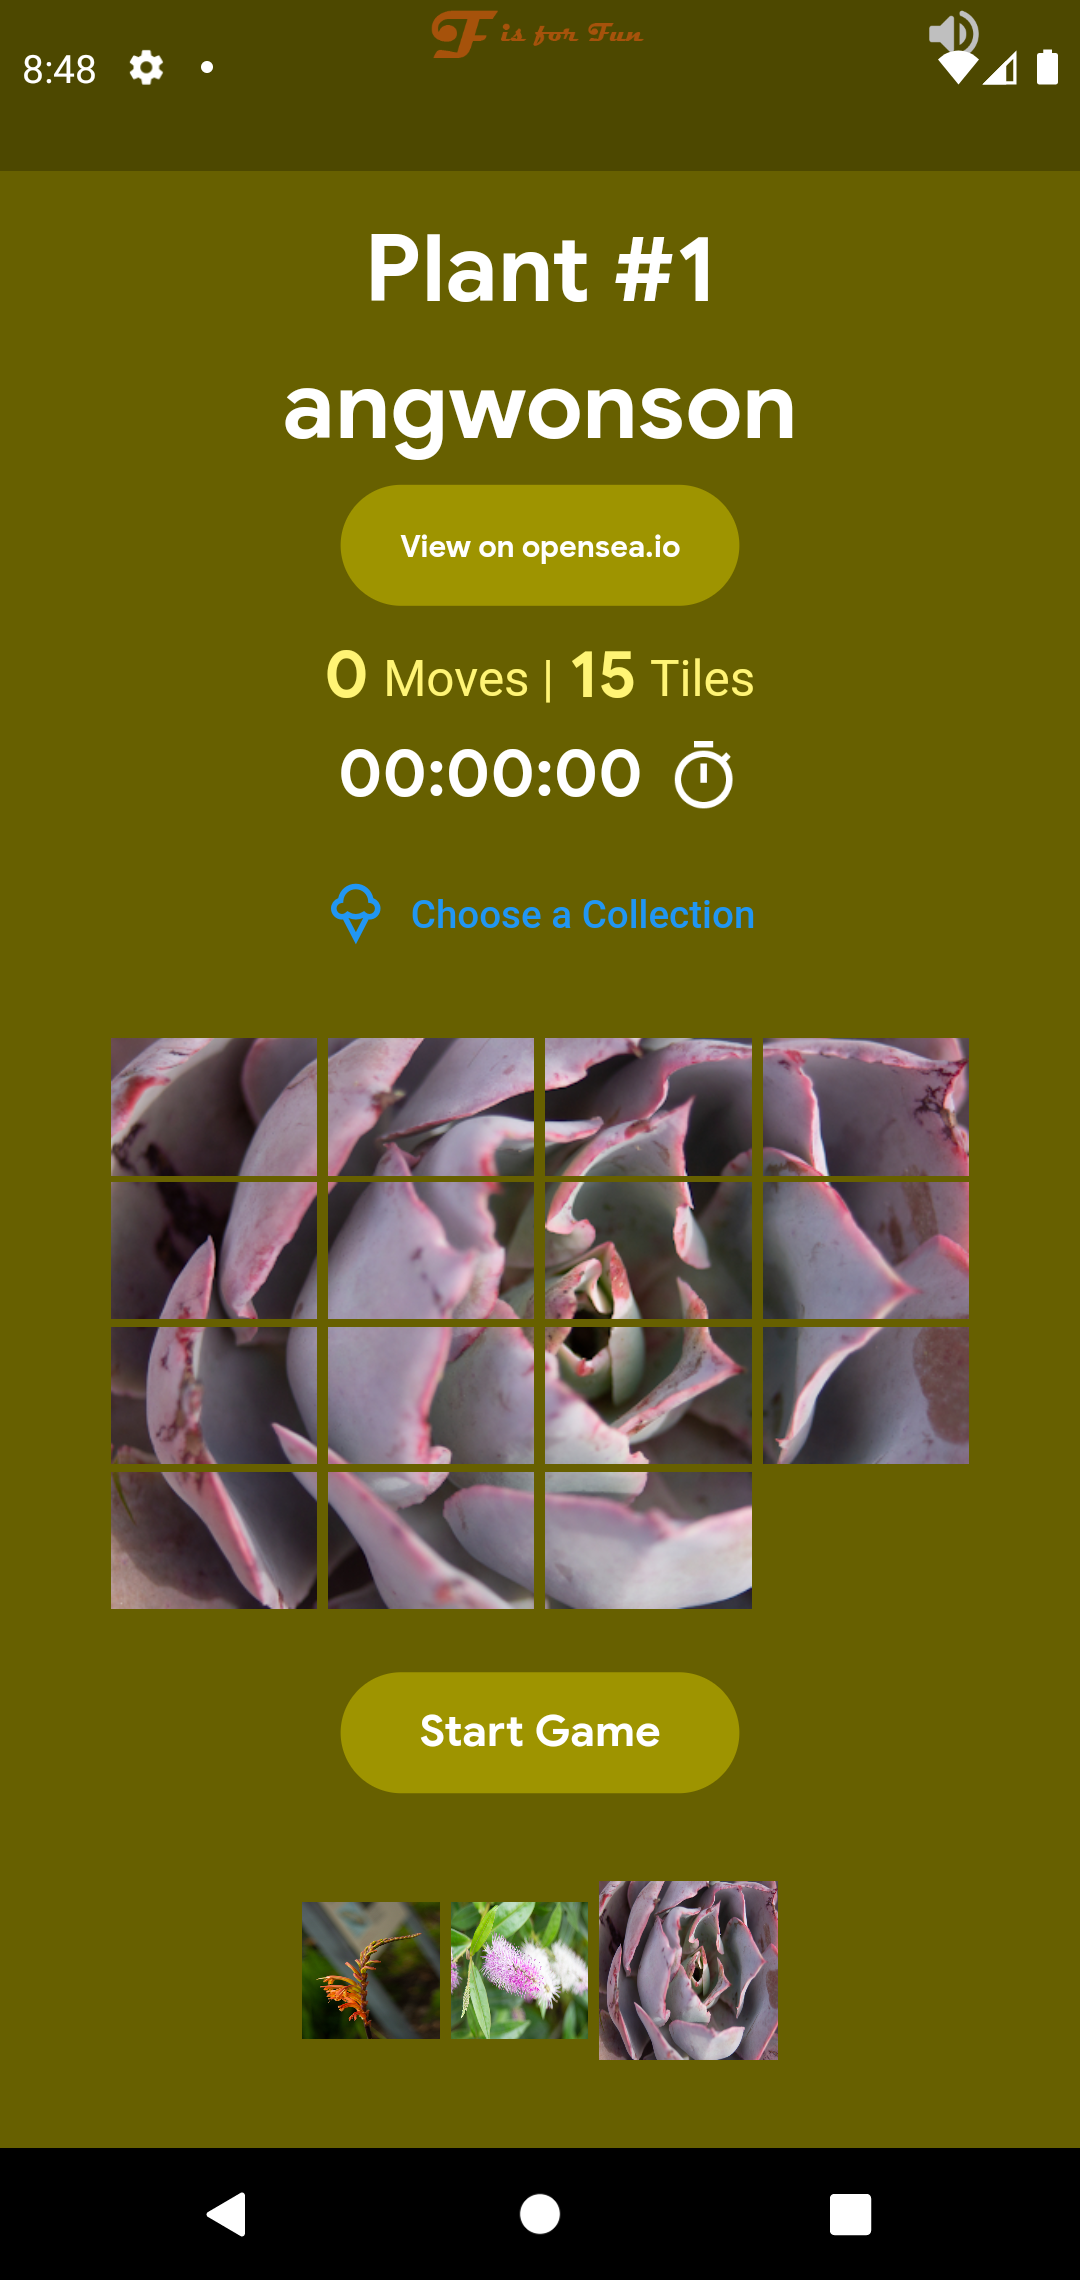 F is for Fun
8:48
Plant #1
angwonson
View on opensea.io
0 Moves | 15 Tiles
00:00:00
Choose a Collection
Start Game